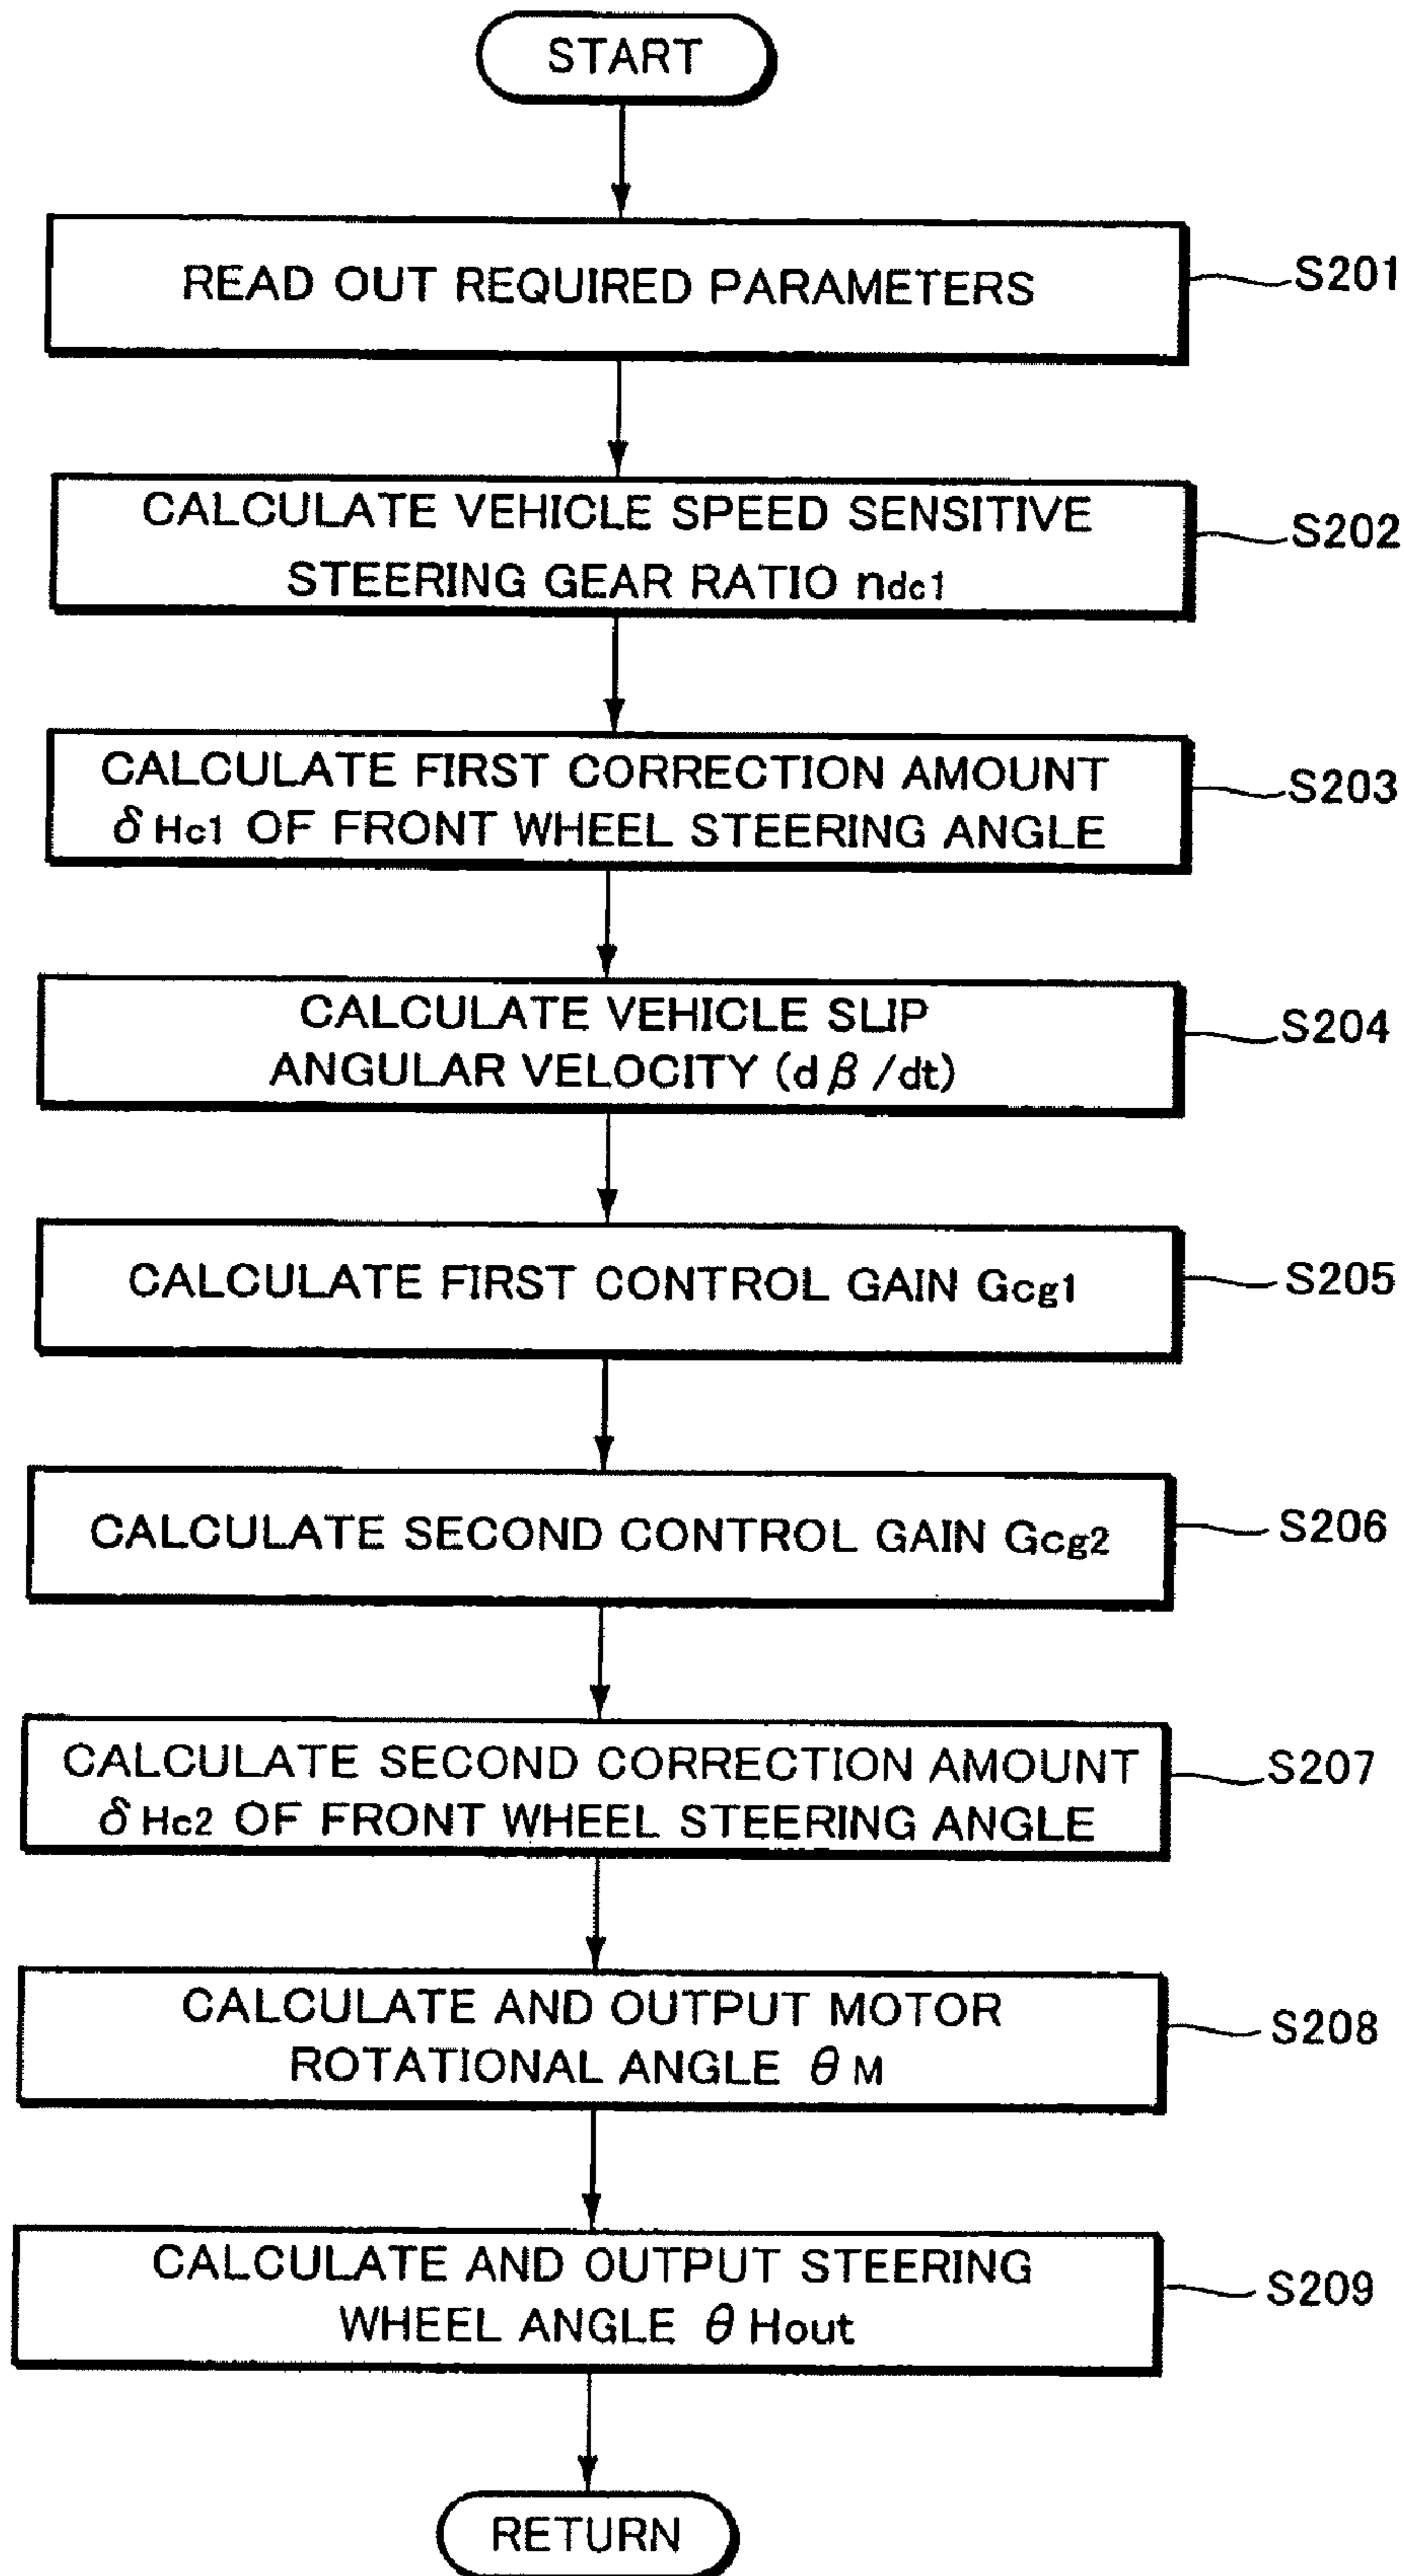 START
READ OUT REQUIRED PARAMETERS
S201
CALCULATE VEHICLE SPEED SENSITIVE
STEERING GEAR RATIO ndc1
S202
CALCULATE FIRST CORRECTION AMOUNT
δHc1 OF FRONT WHEEL STEERING ANGLE
S203
CALCULATE VEHICLE SLIP
ANGULAR VELOCITY (dβ/dt)
S204
CALCULATE FIRST CONTROL GAIN Gcg1
S205
CALCULATE SECOND CONTROL GAIN Gcg2
S206
CALCULATE SECOND CORRECTION AMOUNT
δHc2 OF FRONT WHEEL STEERING ANGLE
S207
CALCULATE AND OUTPUT MOTOR
ROTATIONAL ANGLE θM
S208
CALCULATE AND OUTPUT STEERING
WHEEL ANGLE θHout
S209
RETURN